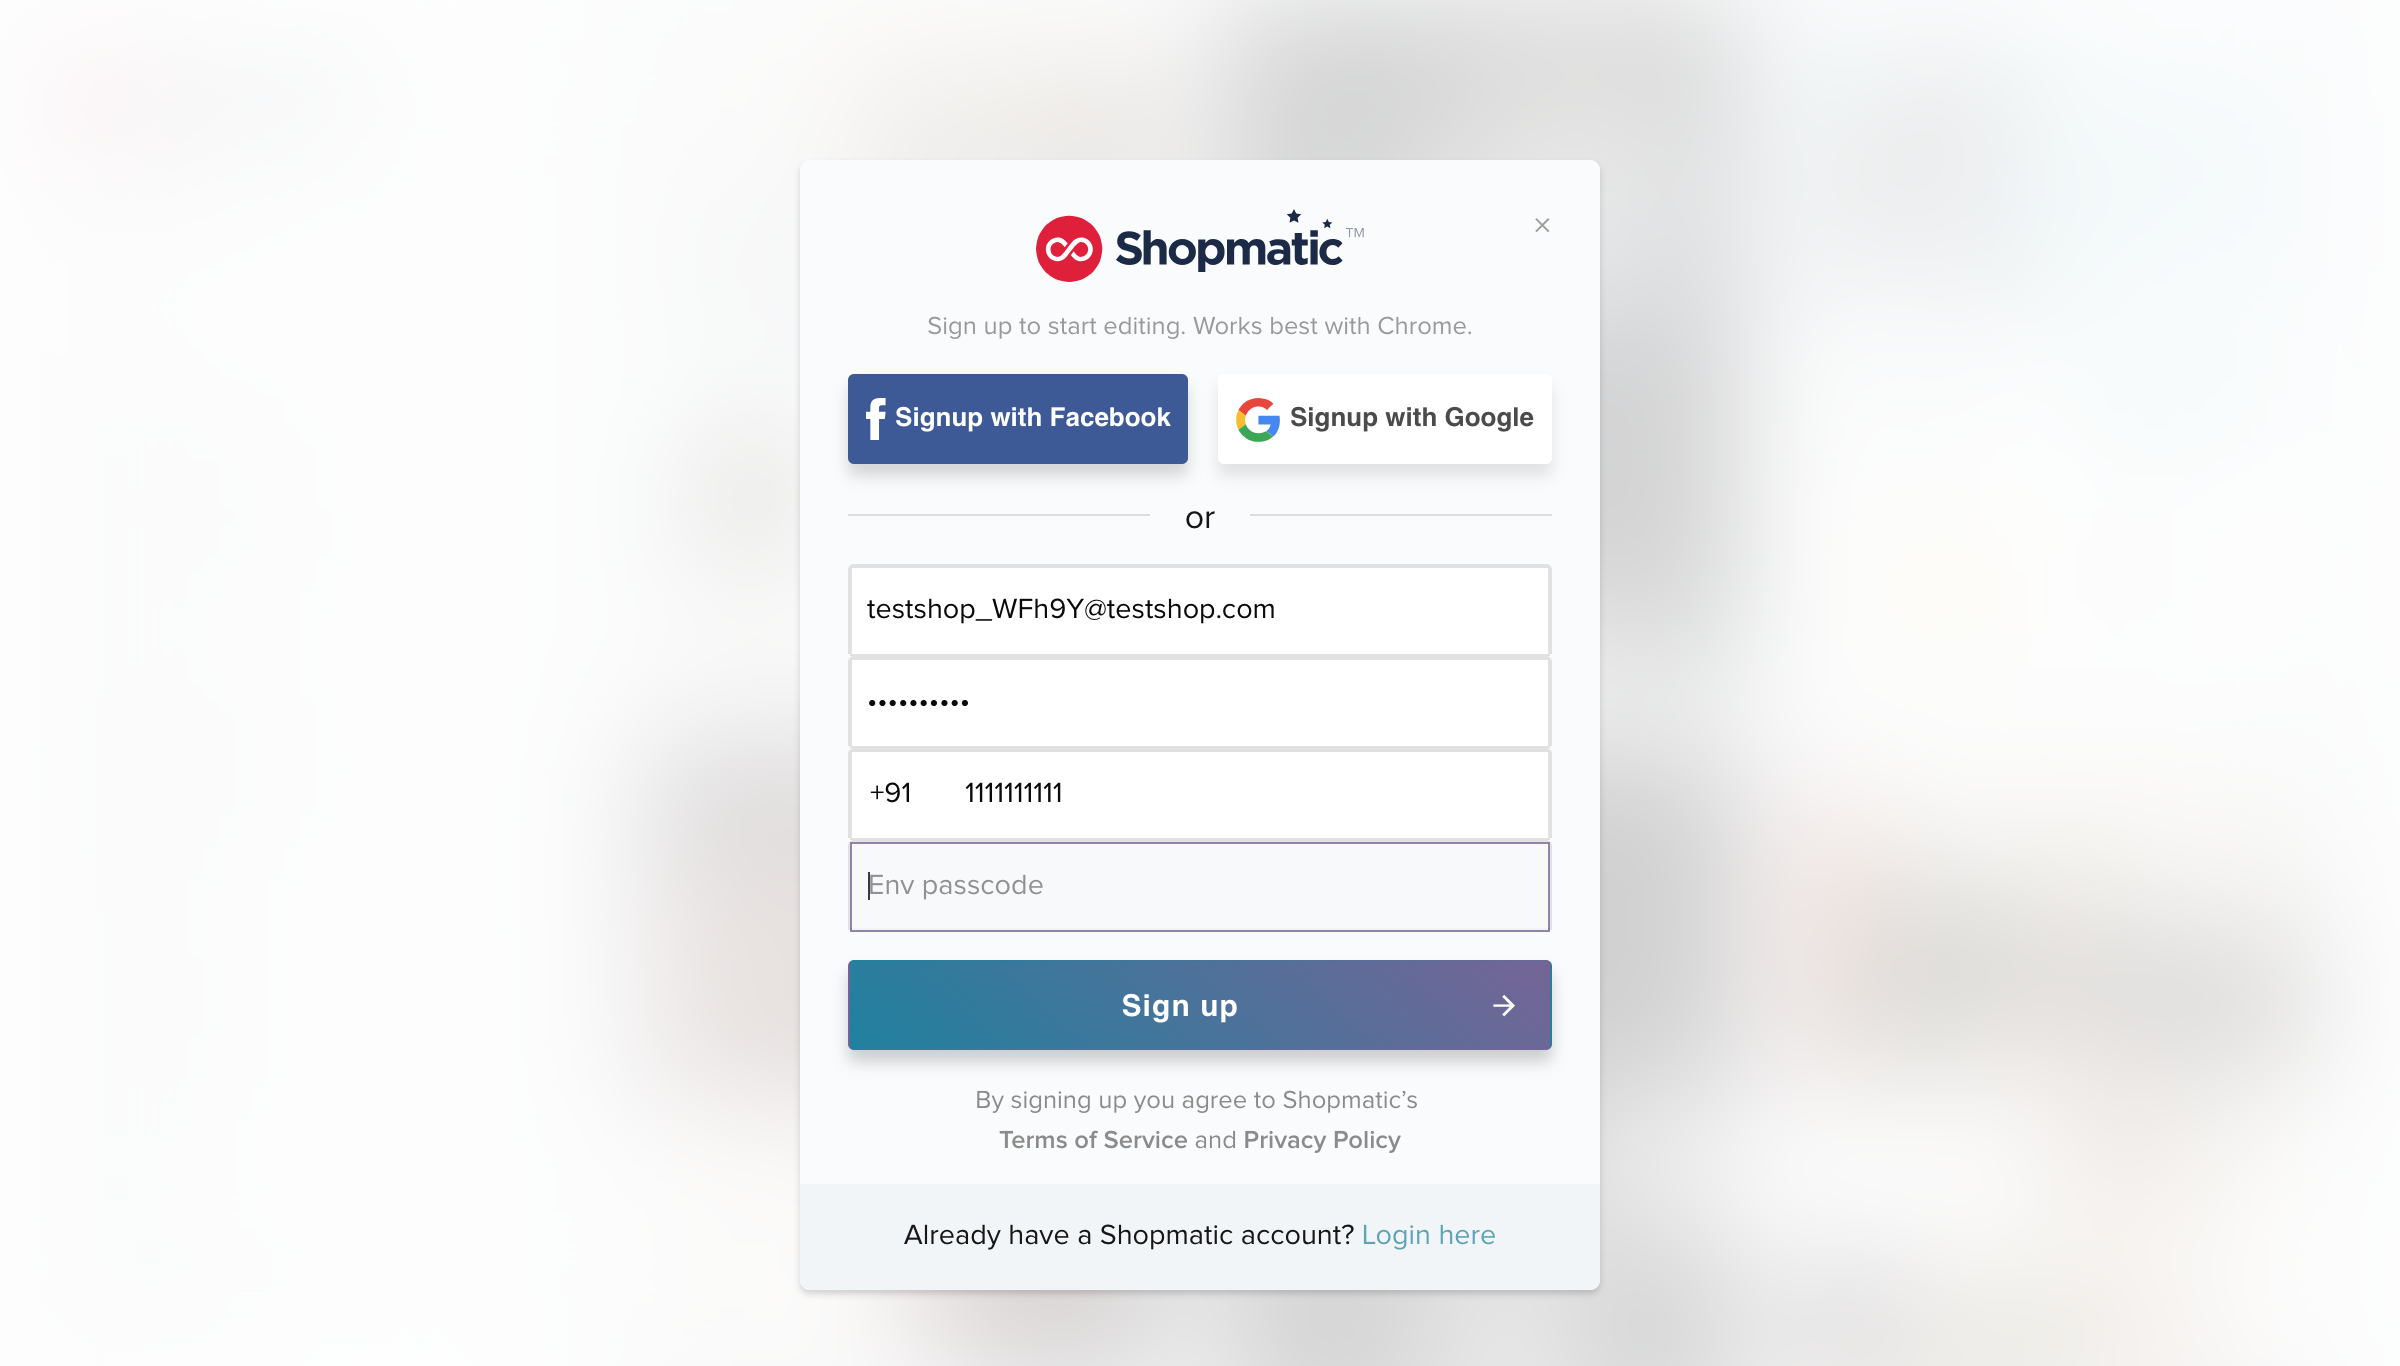 Shopmatic™
Sign up to start editing. Works best with Chrome.
Signup with Facebook
Signup with Google
or
testshop_WFh9Y@testshop.com
••••••••••
+91 1111111111
Env passcode
Sign up
By signing up you agree to Shopmatic’s
Terms of Service and Privacy Policy
Already have a Shopmatic account? Login here